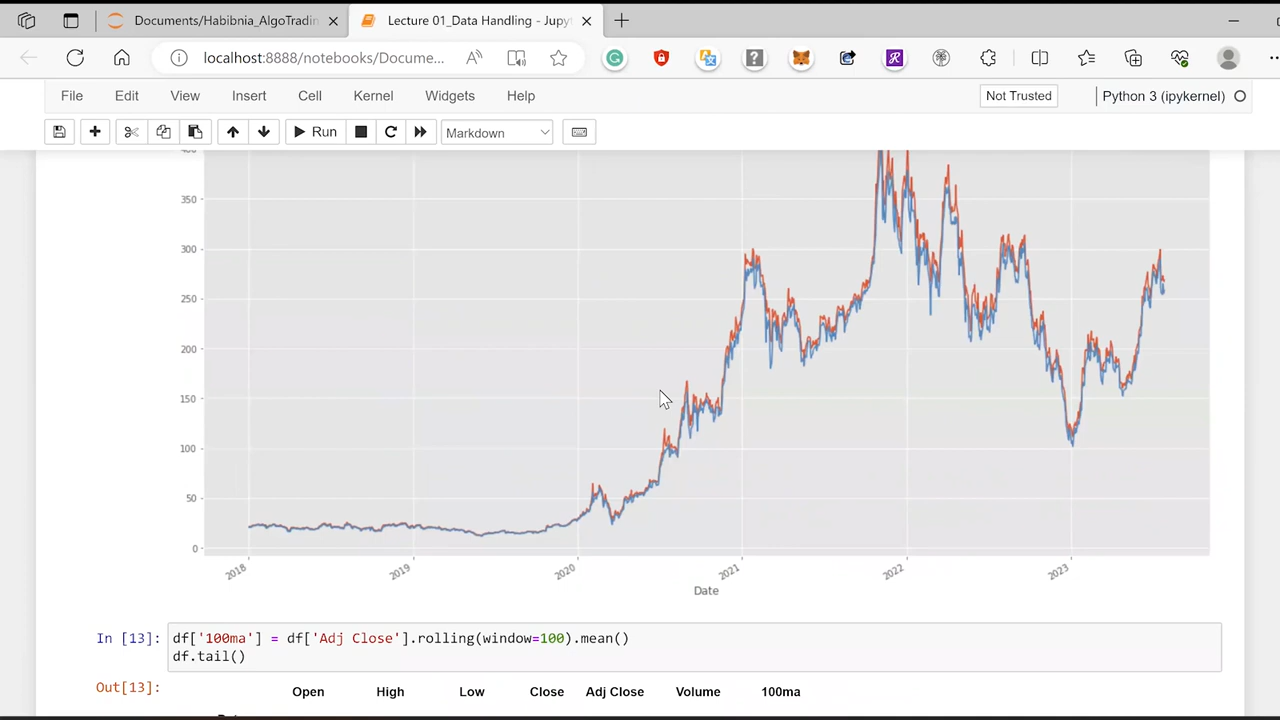 Documents/Habibnia_AlgoTradin
Lecture 01_Data Handling - Jupyt
localhost:8888/notebooks/Docume...
File Edit View Insert Cell Kernel Widgets Help Not Trusted Python 3 (ipykernel)
Run Markdown
350
300
250
200
150
100
50
0
2018 2019 2020 2021 2022 2023
Date
In [13]: df['100ma'] = df['Adj Close'].rolling(window=100).mean()
df.tail()
Out[13]:
Open High Low Close Adj Close Volume 100ma